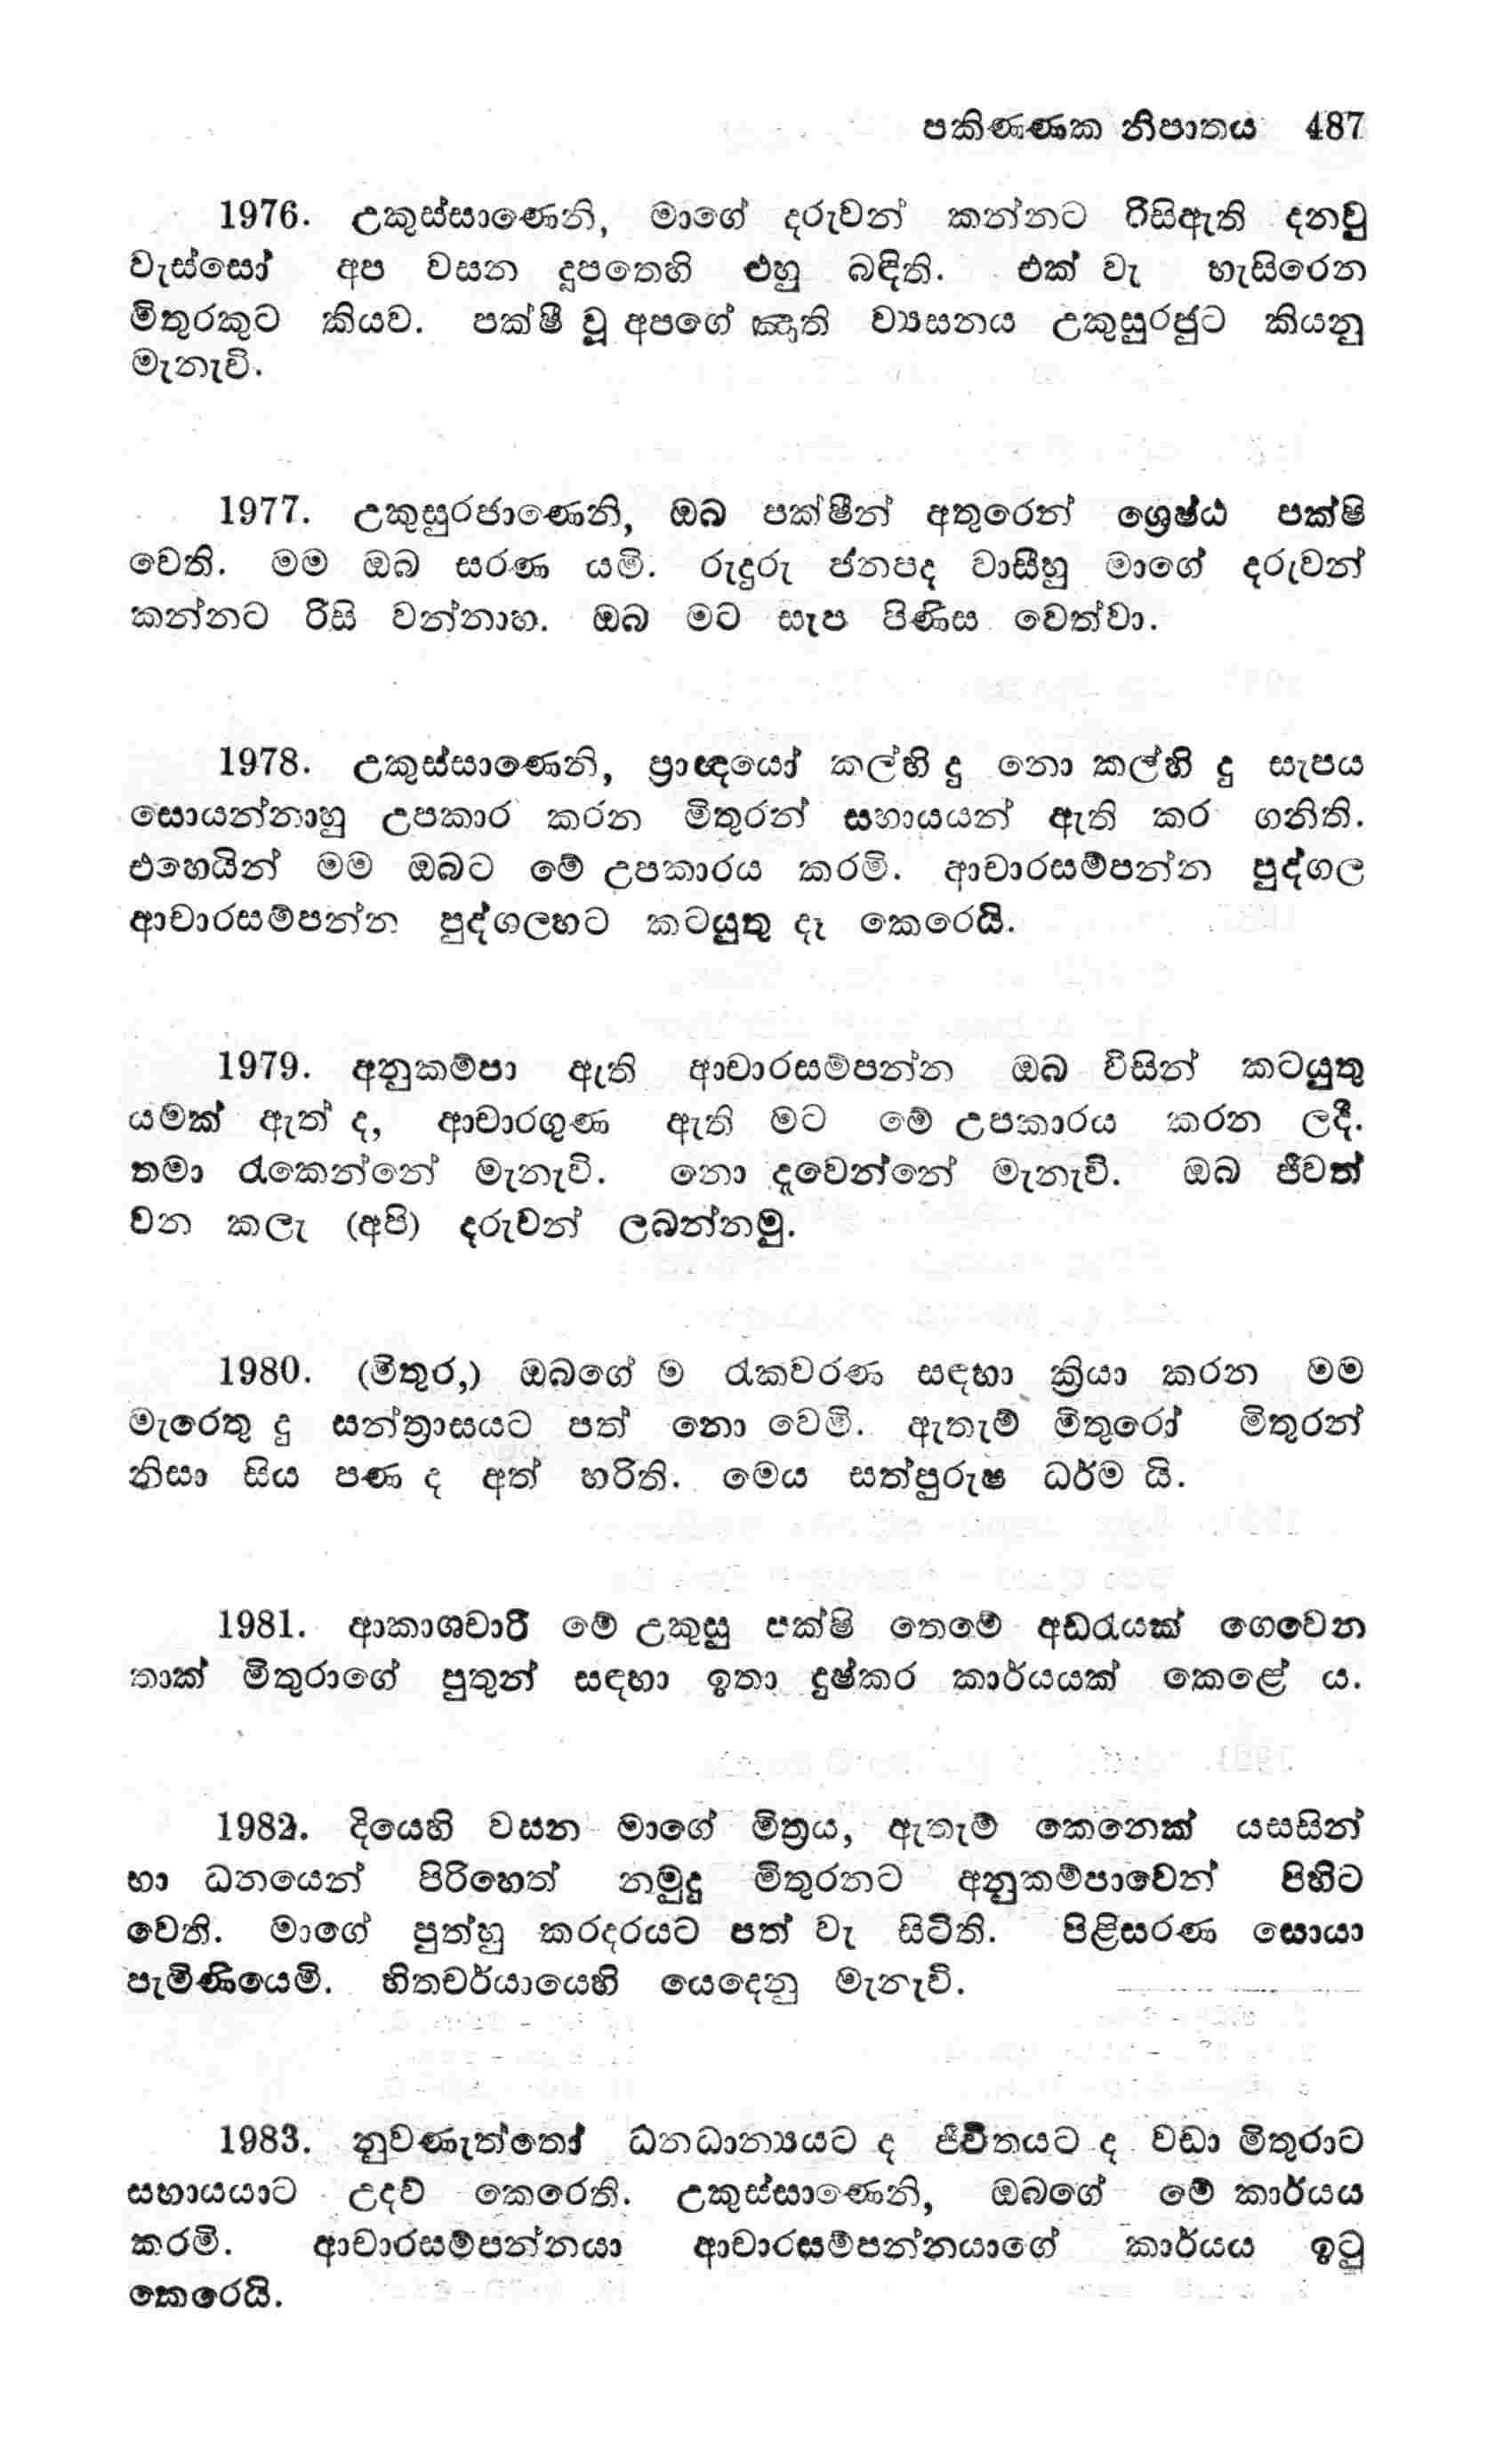 පකිණ්ණක නිපාතය 487
1976. උකුස්සාණෙනි, මාගේ දරුවන් කන්නට රිසිඇති දනවු
වැස්සෝ අප වසන දූපතෙහි එහු බඳිති. එක් වැ හැසිරෙන
මිතුරකුට කියව. පක්ෂී වූ අපගේ ඤාති ව්‍යසනය උකුසුරජුට කියනු
මැනැවි.
1977. උකුසුරජාණෙනි, ඔබ පක්ෂීන් අතුරෙන් ශ්‍රෙෂ්ඨ පක්ෂි
වෙති. මම ඔබ සරණ යමි. රුදුරු ජනපද වාසීහු මාගේ දරුවන්
කන්නට රිසි වන්නාහ. ඔබ මට සැප පිණිස වෙත්වා.
1978. උකුස්සාණෙනි, ප්‍රාඥයෝ කල්හි දු නො කල්හි දු සැපය
සොයන්නාහු උපකාර කරන මිතුරන් සහායයන් ඇති කර ගනිති.
එහෙයින් මම ඔබට මේ උපකාරය කරමි. ආචාරසම්පන්න පුද්ගල
ආචාරසම්පන්න පුද්ගලහට කටයුතු දෑ කෙරෙයි.
1979. අනුකම්පා ඇති ආචාරසම්පන්න ඔබ විසින් කටයුතු
යමක් ඇත් ද, ආචාරගුණ ඇති මට මේ උපකාරය කරන ලදී.
තමා රැකෙන්නේ මැනැවි. නො දැවෙන්නේ මැනැවි. ඔබ ජීවත්
වන කලැ (අපි) දරුවන් ලබන්නමු.
1980. (මිතුර,) ඔබගේ ම රැකවරණ සඳහා ක්‍රියා කරන මම
මැරෙතු දු සන්ත්‍රාසයට පත් නො වෙමි. ඇතැම් මිතුරෝ මිතුරන්
නිසා සිය පණ ද අත් හරිති. මෙය සත්පුරුෂ ධර්ම යි.
1981. ආකාශචාරී මේ උකුසු පක්ෂි තෙමේ අඩරැයක් ගෙවෙන
තාක් මිතුරාගේ පුතුන් සඳහා ඉතා දුෂ්කර කාර්යයක් කෙළේ ය.
1982. දියෙහි වසන මාගේ මිත්‍රය, ඇතැම් කෙනෙක් යසසින්
හා ධනයෙන් පිරිහෙත් නමුදු මිතුරනට අනුකම්පාවෙන් පිහිට
වෙති. මාගේ පුත්හු කරදරයට පත් වැ සිටිති. පිළිසරණ සොයා
පැමිණියෙමි. හිතචර්යායෙහි යෙදෙනු මැනැවි.
1983. නුවණැත්තෝ ධනධාන්‍යයට ද ජීවිතයට ද වඩා මිතුරාට
සහායයාට උදව් කෙරෙති. උකුස්සාණෙනි, ඔබගේ මේ කාර්යය
කරමි. ආචාරසම්පන්නයා ආචාරසම්පන්නයාගේ කාර්යය ඉටු
කෙරෙයි.